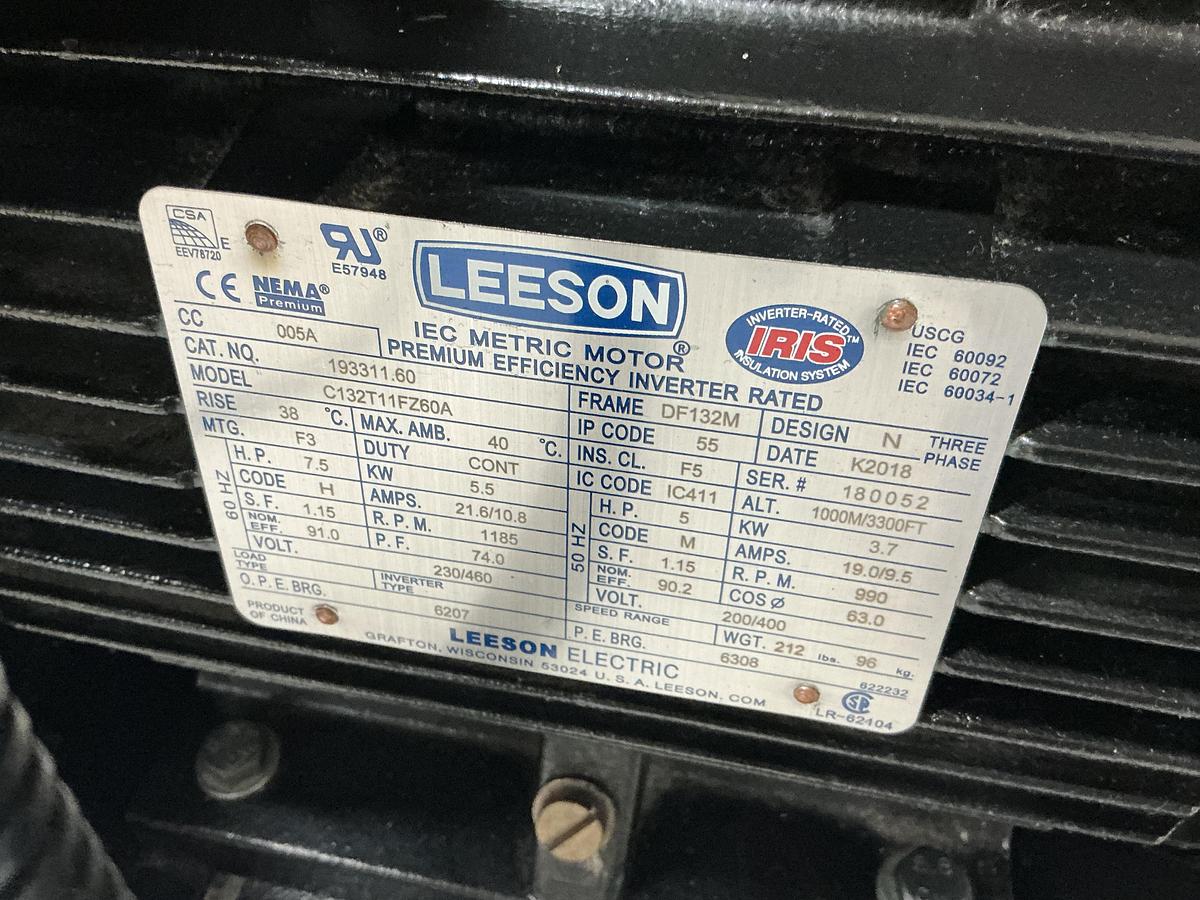 CSA
E
EEV78720
RU®
E57948
LEESON®
CE NEMA® Premium
IEC METRIC MOTOR
PREMIUM EFFICIENCY INVERTER RATED
INVERTER-RATED
IRIS™
INSULATION SYSTEM
USCG
IEC 60092
IEC 60072
IEC 60034-1
CC 005A
CAT. NO. 193311.60
MODEL C132T11FZ60A
RISE 38 °C. MAX. AMB. 40 °C.
MTG. F3 DUTY CONT
60 HZ
H.P. 7.5 KW 5.5
CODE H AMPS. 21.6/10.8
S.F. 1.15 R.P.M. 1185
NOM. EFF. 91.0 P.F. 74.0
VOLT. 230/460
LOAD TYPE INVERTER TYPE
O.P.E. BRG. 6207
FRAME DF132M DESIGN N THREE PHASE
IP CODE 55 DATE K2018
INS. CL. F5 SER. # 180052
IC CODE IC411 ALT. 1000M/3300FT
50 HZ
H.P. 5 KW 3.7
CODE M AMPS. 19.0/9.5
S.F. 1.15 R.P.M. 990
NOM. EFF. 90.2 COS Ø 63.0
VOLT. 200/400
SPEED RANGE WGT. 212 lbs. 96 kg.
P.E. BRG. 6308
PRODUCT OF CHINA
LEESON ELECTRIC
GRAFTON, WISCONSIN 53024 U.S.A. LEESON.COM
622232
LR-62104